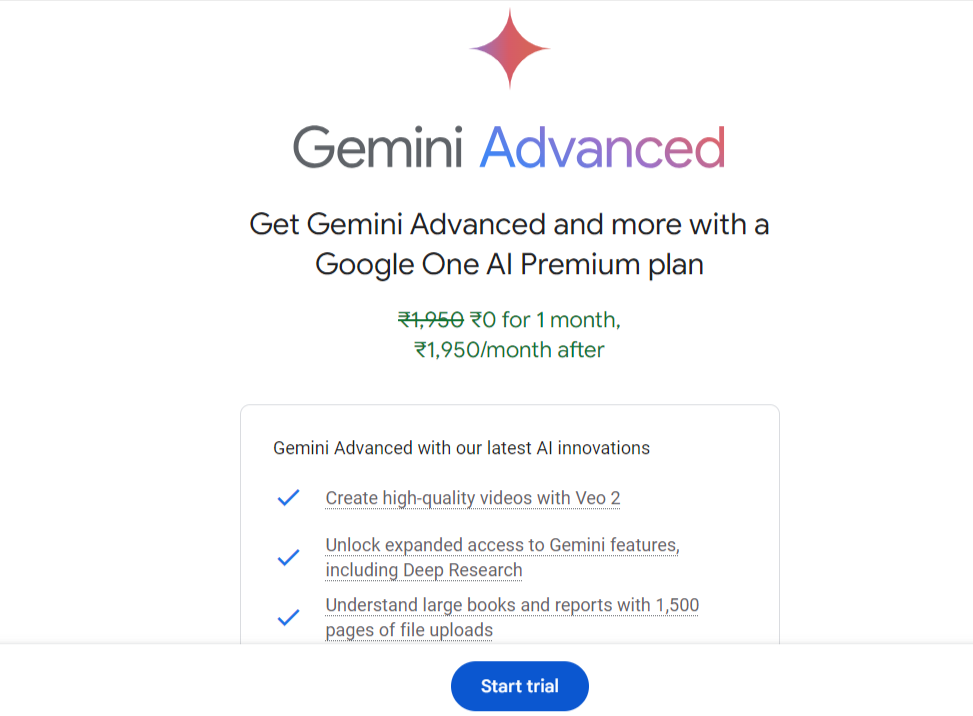 Gemini Advanced
Get Gemini Advanced and more with a
Google One AI Premium plan
₹1,950 ₹0 for 1 month,
₹1,950/month after
Gemini Advanced with our latest AI innovations
Create high-quality videos with Veo 2
Unlock expanded access to Gemini features,
including Deep Research
Understand large books and reports with 1,500
pages of file uploads
Start trial